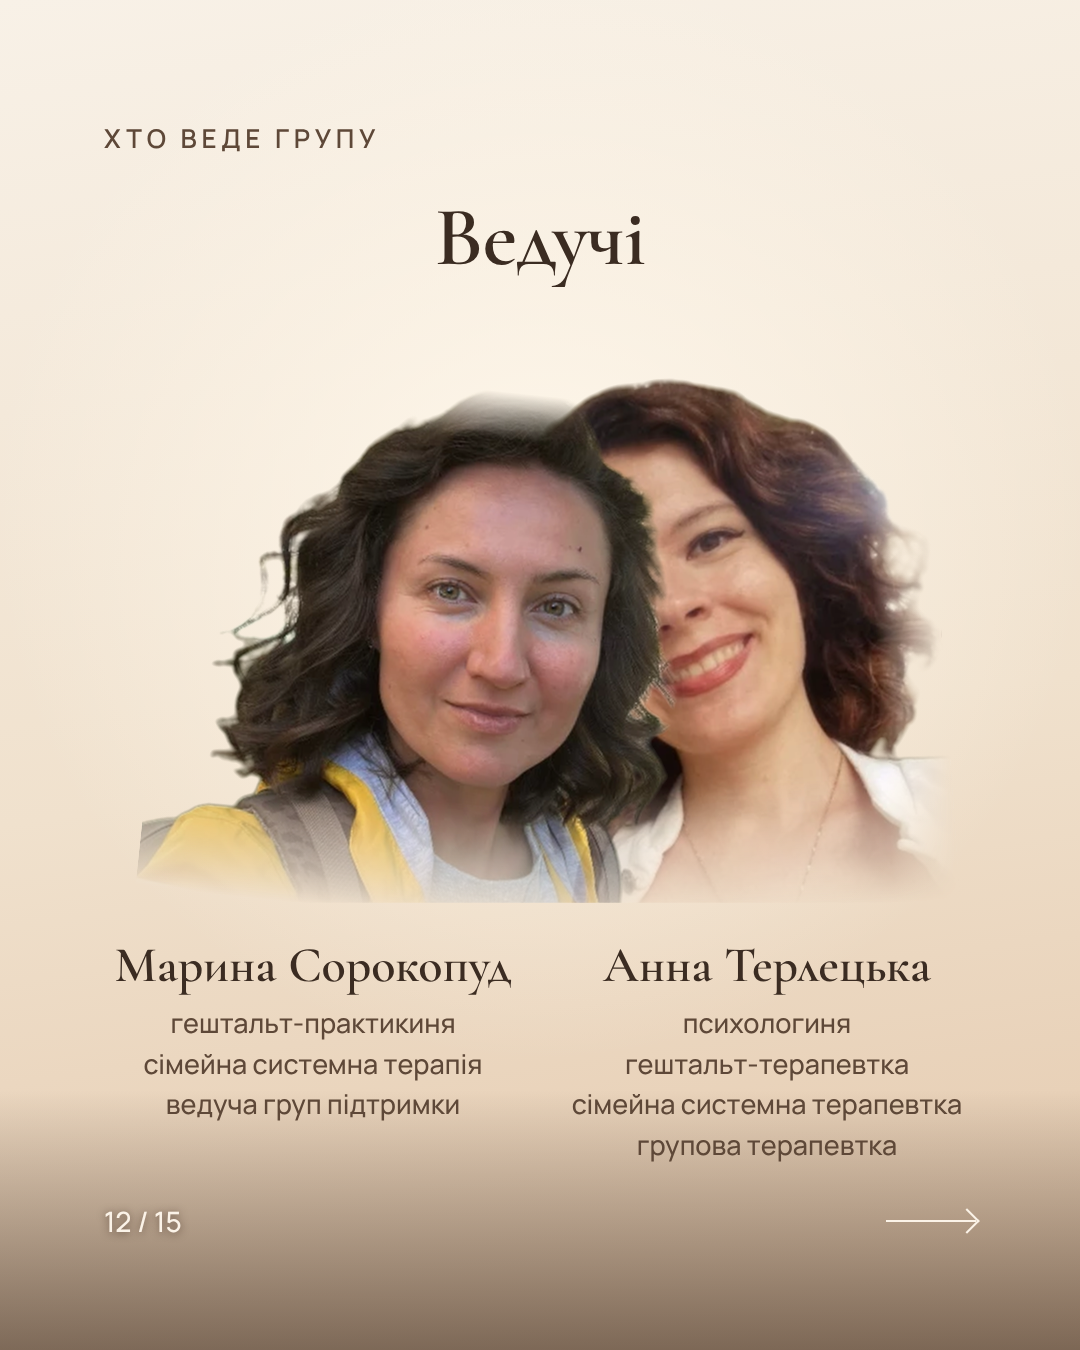 ХТО ВЕДЕ ГРУПУ
Ведучі
Марина Сорокопуд
гештальт-практикиня
сімейна системна терапія
ведуча груп підтримки
Анна Терлецька
психологиня
гештальт-терапевтка
сімейна системна терапевтка
групова терапевтка
12 / 15